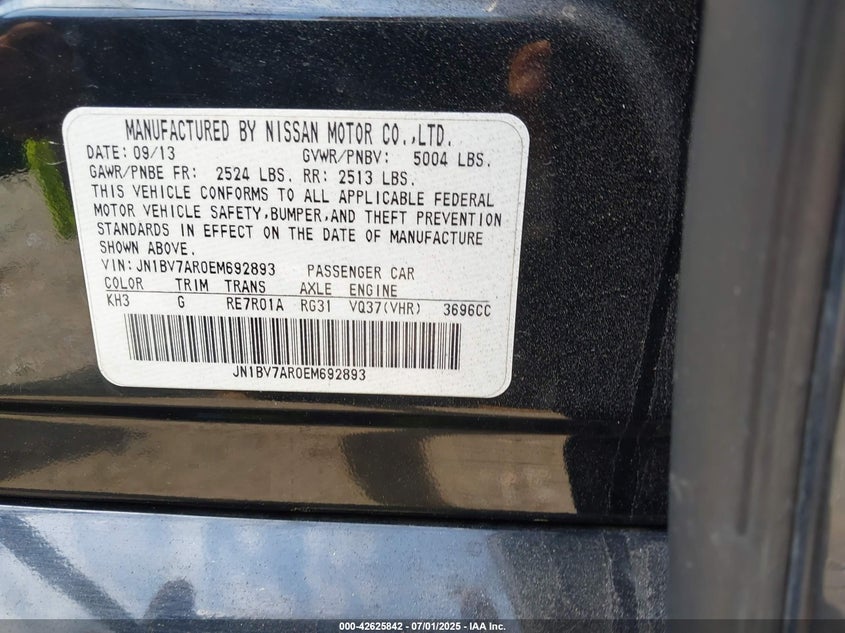 MANUFACTURED BY NISSAN MOTOR CO.,LTD.
DATE: 09/13 GVWR/PNBV: 5004 LBS.
GAWR/PNBE FR: 2524 LBS. RR: 2513 LBS.
THIS VEHICLE CONFORMS TO ALL APPLICABLE FEDERAL
MOTOR VEHICLE SAFETY,BUMPER,AND THEFT PREVENTION
STANDARDS IN EFFECT ON THE DATE OF MANUFACTURE
SHOWN ABOVE.
VIN: JN1BV7AR0EM692893 PASSENGER CAR
COLOR TRIM TRANS AXLE ENGINE
KH3 G RE7R01A RG31 VQ37(VHR) 3696CC
JN1BV7AR0EM692893
000-42625842 - 07/01/2025 - IAA Inc.